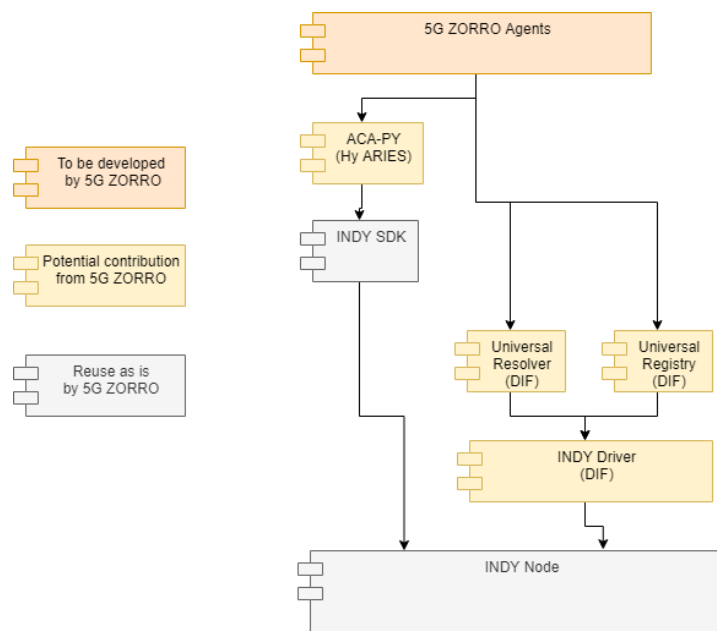 5G ZORRO Agents
ACA-PY
(Hy ARIES)
To be developed
by 5G ZORRO
INDY SDK
Potential contribution
from 5G ZORRO
Universal
Resolver
(DIF)
Universal
Registry
(DIF)
Reuse as is
by 5G ZORRO
INDY Driver
(DIF)
INDY Node